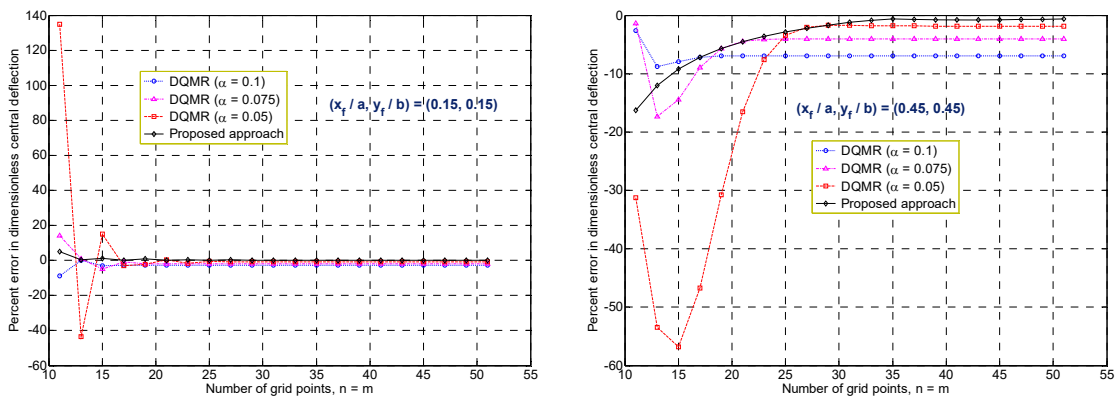 Percent error in dimensionless central deflection
140
120
100
80
60
40
20
0
-20
-40
-60
DQMR (α = 0.1)
DQMR (α = 0.075)
DQMR (α = 0.05)
Proposed approach
(x_f / a, y_f / b) = (0.15, 0.15)
10 15 20 25 30 35 40 45 50 55
Number of grid points, n = m
Percent error in dimensionless central deflection
0
-10
-20
-30
-40
-50
-60
(x_f / a, y_f / b) = (0.45, 0.45)
DQMR (α = 0.1)
DQMR (α = 0.075)
DQMR (α = 0.05)
Proposed approach
10 15 20 25 30 35 40 45 50 55
Number of grid points, n = m